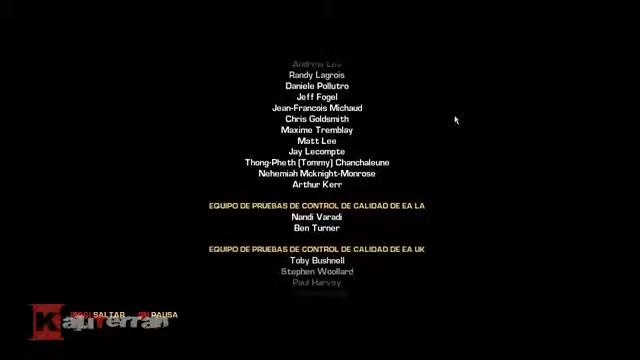 Andrew Lee
Randy Lagrois
Daniele Pollutro
Jeff Fogel
Jean-Francois Michaud
Chris Goldsmith
Maxime Tremblay
Matt Lee
Jay Lecompte
Thong-Pheth (Tommy) Chanchaleune
Nehemiah Mcknight-Monrose
Arthur Kerr
EQUIPO DE PRUEBAS DE CONTROL DE CALIDAD DE EA LA
Nandi Varadi
Ben Turner
EQUIPO DE PRUEBAS DE CONTROL DE CALIDAD DE EA UK
Toby Bushnell
Stephen Woollard
Paul Harvey
SALTAR PAUSA